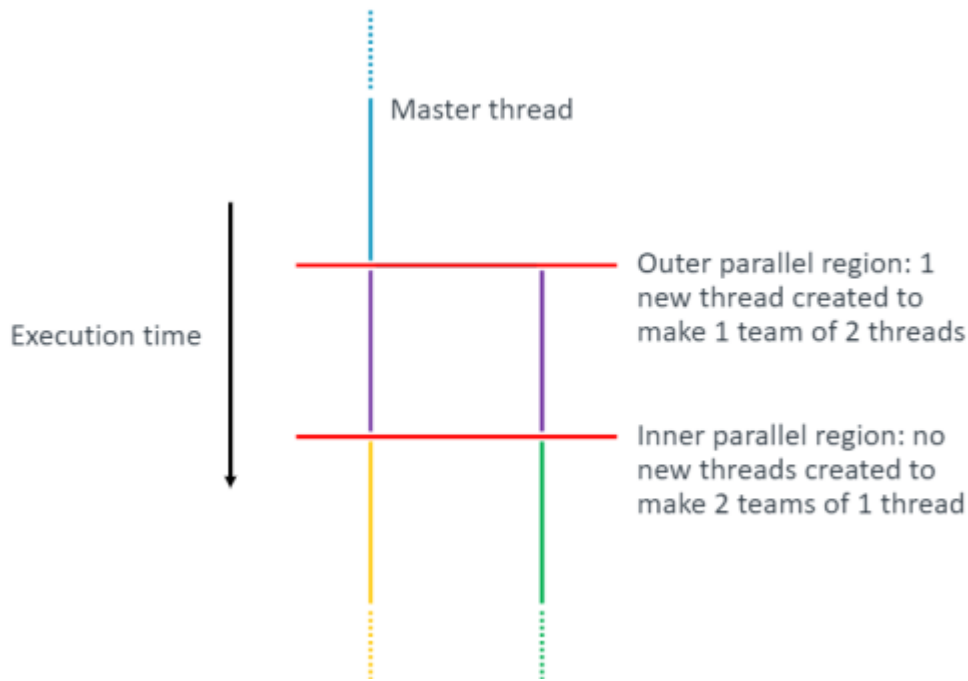 Master thread
Outer parallel region: 1
new thread created to
make 1 team of 2 threads
Execution time
Inner parallel region: no
new threads created to
make 2 teams of 1 thread